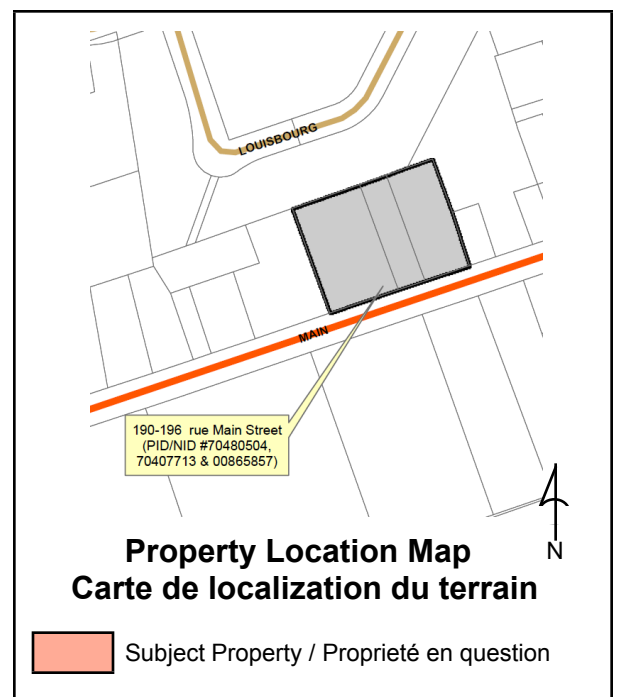 LOUISBOURG
MAIN
190-196 rue Main Street
(PID/NID #70480504,
70407713 & 00865857)
N
Property Location Map
Carte de localization du terrain
Subject Property / Proprieté en question